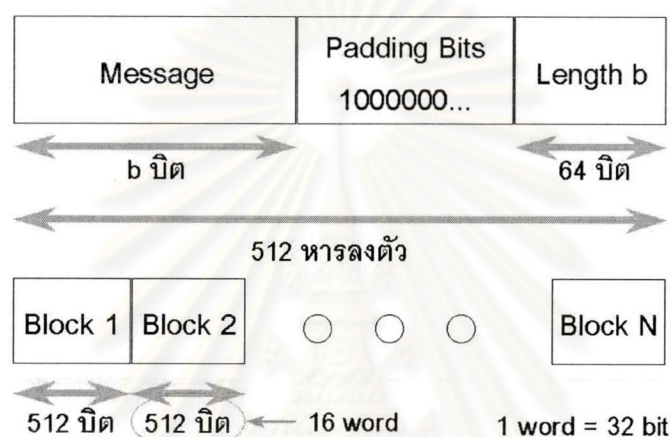 Message
Padding Bits
1000000...
Length b
b บิต
64 บิต
512 หารลงตัว
Block 1
Block 2
Block N
512 บิต
512 บิต
16 word
1 word = 32 bit